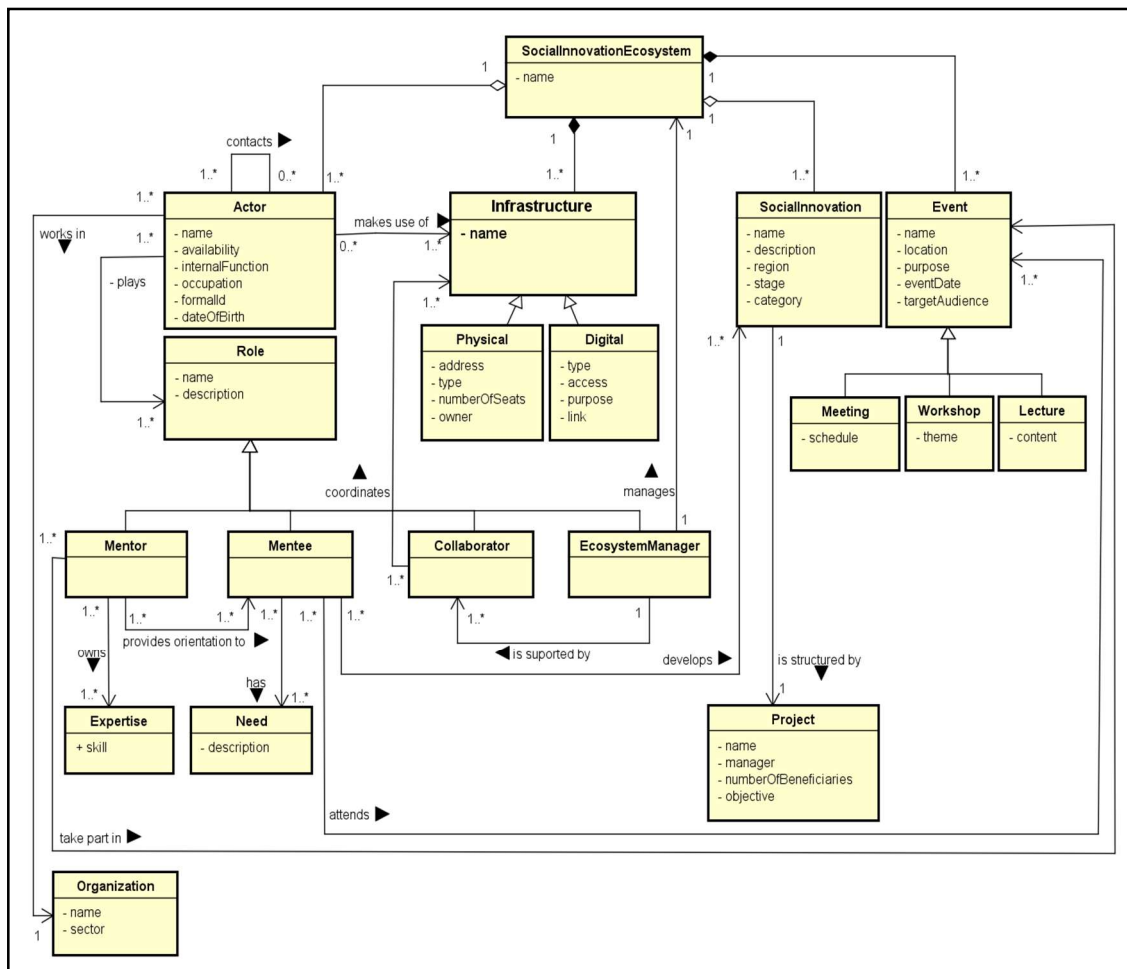 SocialInnovationEcosystem
- name
1
1
1
1
1
contacts ▶
1..*
0..*
1..*
1..*
1..*
1..*
1..*
Actor
- name
- availability
- internalFunction
- occupation
- formalId
- dateOfBirth
works in
▼
1..*
- plays
1..*
makes use of ▶
0..*
1..*
Infrastructure
- name
1..*
SocialInnovation
- name
- description
- region
- stage
- category
Event
- name
- location
- purpose
- eventDate
- targetAudience
1..*
1..*
1
Role
- name
- description
Physical
- address
- type
- numberOfSeats
- owner
Digital
- type
- access
- purpose
- link
Meeting
- schedule
Workshop
- theme
Lecture
- content
▲
coordinates
▲
manages
1
1..*
Mentor
Mentee
Collaborator
1..*
EcosystemManager
1..*
1..*
1..*
1..*
1..*
1..*
1..*
1
provides orientation to ▶
◀ is suported by
develops ▶
is structured by
▼
owns
▼
1..*
has
▼
1..*
1
Expertise
+ skill
Need
- description
Project
- name
- manager
- numberOfBeneficiaries
- objective
attends ▶
take part in ▶
Organization
- name
- sector
1